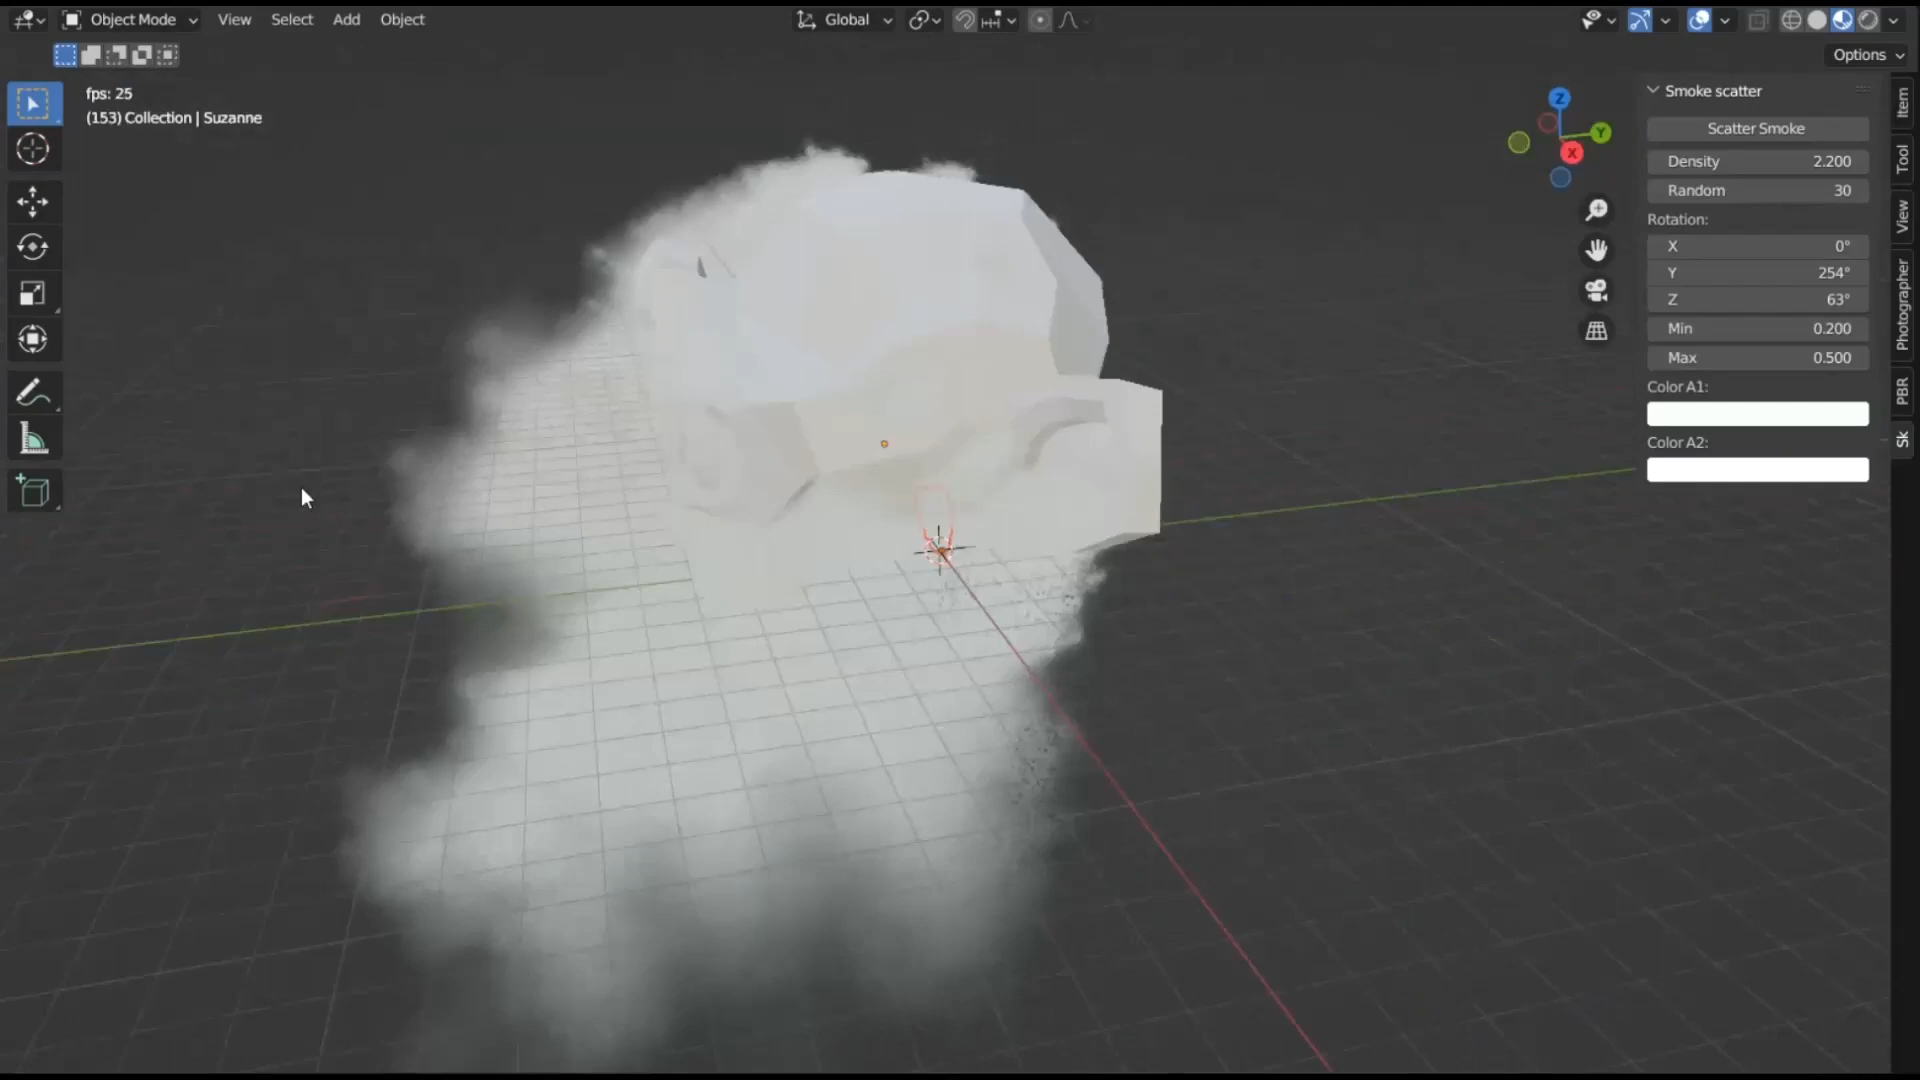 Object Mode
View
Select
Add
Object
Global
Options
fps: 25
(153) Collection | Suzanne
Z
Y
X
Smoke scatter
Scatter Smoke
Density 2.200
Random 30
Rotation:
X 0°
Y 254°
Z 63°
Min 0.200
Max 0.500
Color A1:
Color A2:
Item
Tool
View
Photographer
PBR
Sk